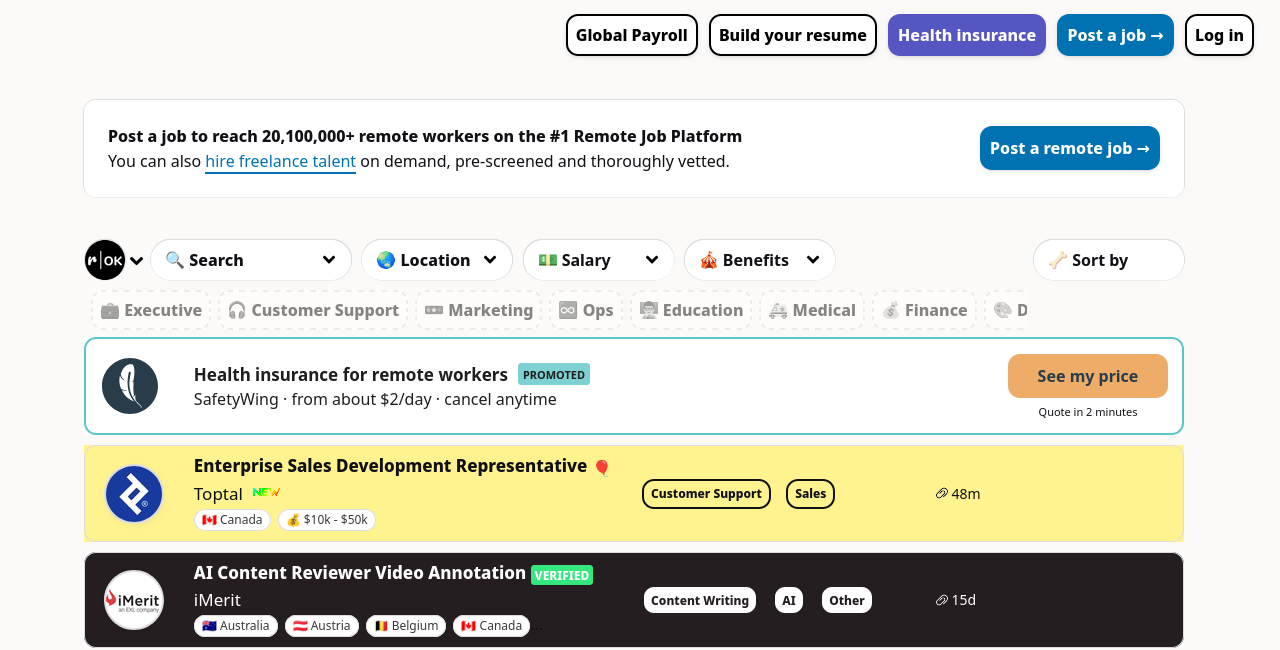 Global Payroll
Build your resume
Health insurance
Post a job →
Log in
Post a job to reach 20,100,000+ remote workers on the #1 Remote Job Platform
You can also hire freelance talent on demand, pre-screened and thoroughly vetted.
Post a remote job →
r|OK
Search
Location
Salary
Benefits
Sort by
Executive
Customer Support
Marketing
Ops
Education
Medical
Finance
D
Health insurance for remote workers PROMOTED
SafetyWing · from about $2/day · cancel anytime
See my price
Quote in 2 minutes
Enterprise Sales Development Representative
Toptal NEW
Canada
$10k - $50k
Customer Support
Sales
48m
AI Content Reviewer Video Annotation VERIFIED
iMerit
an EXL company
iMerit
Australia
Austria
Belgium
Canada
...
Content Writing
AI
Other
15d